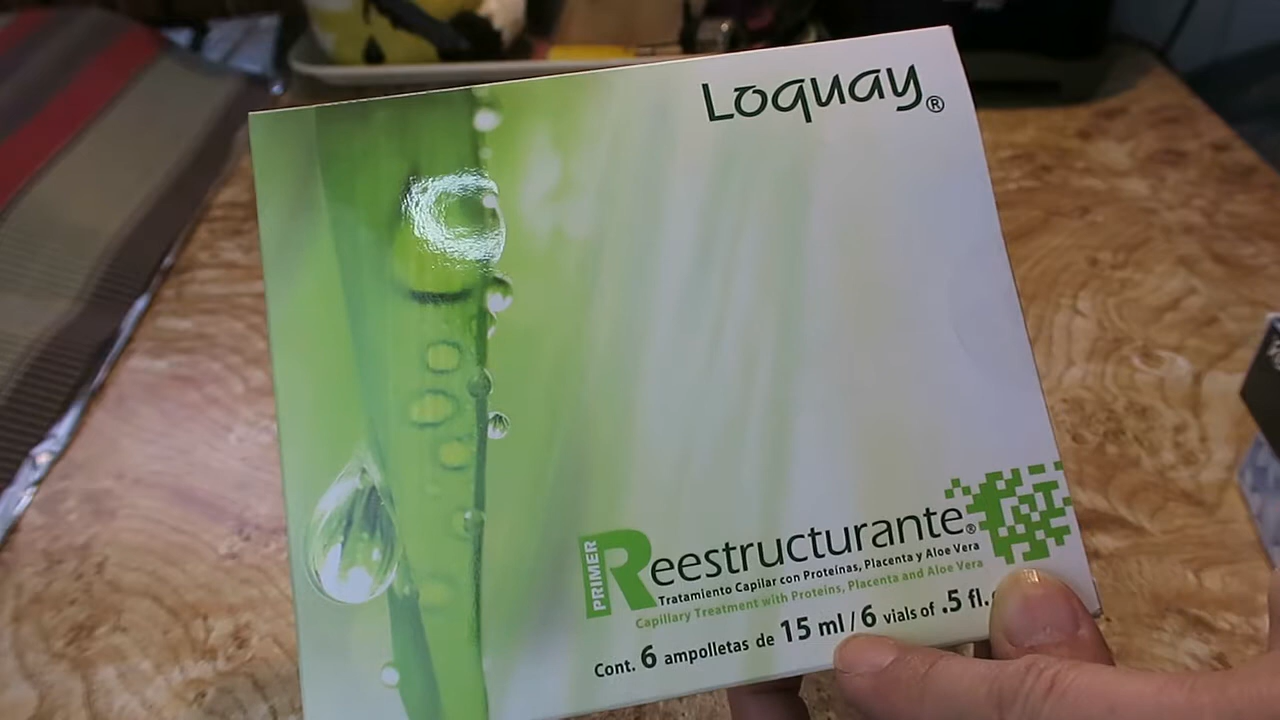 Loquay®
PRIMER
Reestructurante®
Tratamiento Capilar con Proteínas, Placenta y Aloe Vera
Capillary Treatment with Proteins, Placenta and Aloe Vera
Cont. 6 ampolletas de 15 ml / 6 vials of .5 fl.